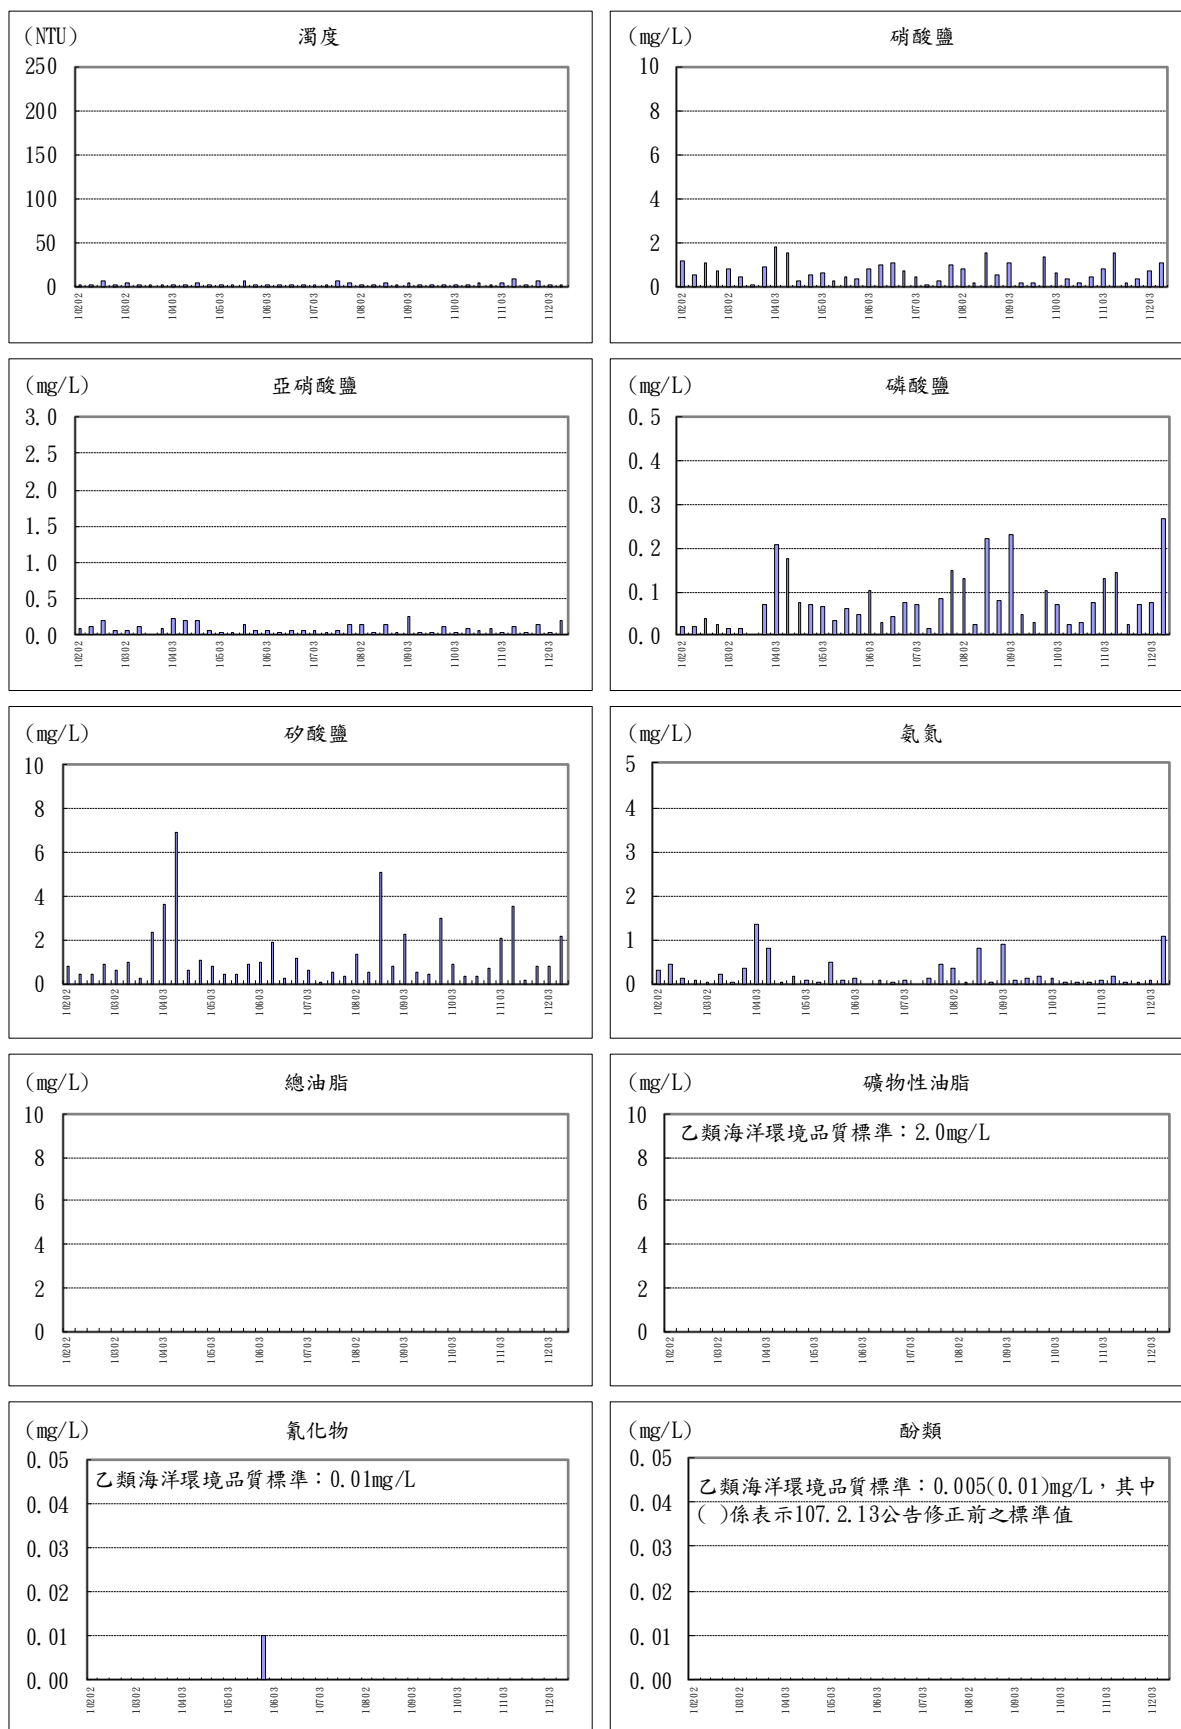 (NTU) 濁度
250
200
150
100
50
0
10202 10302 10403 10503 10603 10703 10802 10903 11003 11103 11203
(mg/L) 硝酸鹽
10
8
6
4
2
0
10202 10302 10403 10503 10603 10703 10802 10903 11003 11103 11203
(mg/L) 亞硝酸鹽
3.0
2.5
2.0
1.5
1.0
0.5
0.0
10202 10302 10403 10503 10603 10703 10802 10903 11003 11103 11203
(mg/L) 磷酸鹽
0.5
0.4
0.3
0.2
0.1
0.0
10202 10302 10403 10503 10603 10703 10802 10903 11003 11103 11203
(mg/L) 矽酸鹽
10
8
6
4
2
0
10202 10302 10403 10503 10603 10703 10802 10903 11003 11103 11203
(mg/L) 氨氮
5
4
3
2
1
0
10202 10302 10403 10503 10603 10703 10802 10903 11003 11103 11203
(mg/L) 總油脂
10
8
6
4
2
0
10202 10302 10403 10503 10603 10703 10802 10903 11003 11103 11203
(mg/L) 礦物性油脂
乙類海洋環境品質標準：2.0mg/L
10
8
6
4
2
0
10202 10302 10403 10503 10603 10703 10802 10903 11003 11103 11203
(mg/L) 氰化物
乙類海洋環境品質標準：0.01mg/L
0.05
0.04
0.03
0.02
0.01
0.00
10202 10302 10403 10503 10603 10703 10802 10903 11003 11103 11203
(mg/L) 酚類
乙類海洋環境品質標準：0.005(0.01)mg/L，其中
( )係表示107.2.13公告修正前之標準值
0.05
0.04
0.03
0.02
0.01
0.00
10202 10302 10403 10503 10603 10703 10802 10903 11003 11103 11203